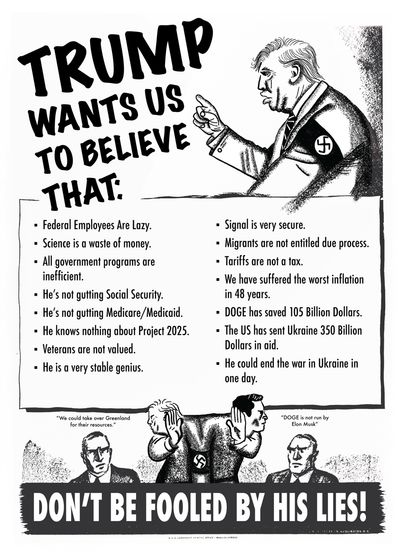 TRUMP
WANTS US
TO BELIEVE
THAT:
▪ Federal Employees Are Lazy.
▪ Science is a waste of money.
▪ All government programs are
inefficient.
▪ He's not gutting Social Security.
▪ He's not gutting Medicare/Medicaid.
▪ He knows nothing about Project 2025.
▪ Veterans are not valued.
▪ He is a very stable genius.
▪ Signal is very secure.
▪ Migrants are not entitled due process.
▪ Tariffs are not a tax.
▪ We have suffered the worst inflation
in 48 years.
▪ DOGE has saved 105 Billion Dollars.
▪ The US has sent Ukraine 350 Billion
Dollars in aid.
▪ He could end the war in Ukraine in
one day.
"We could take over Greenland
for their resources."
"DOGE is not run by
Elon Musk"
DON'T BE FOOLED BY HIS LIES!